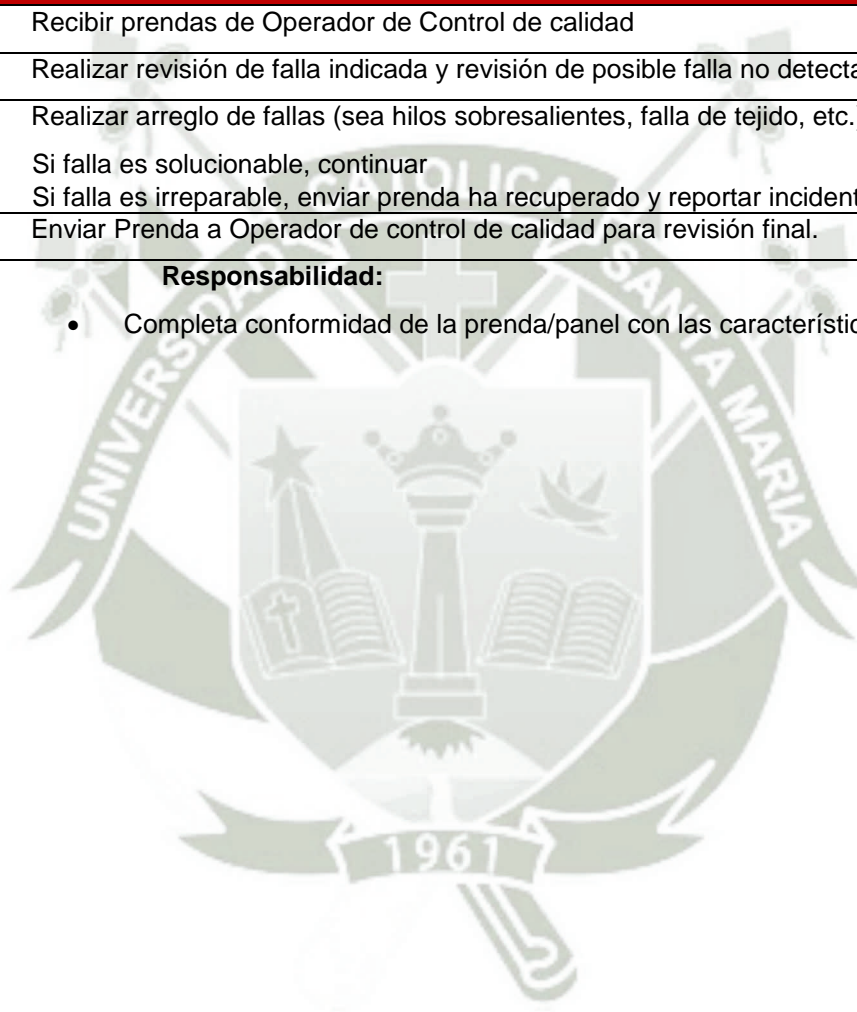 Recibir prendas de Operador de Control de calidad
Realizar revisión de falla indicada y revisión de posible falla no detecta
Realizar arreglo de fallas (sea hilos sobresalientes, falla de tejido, etc.
Si falla es solucionable, continuar
Si falla es irreparable, enviar prenda ha recuperado y reportar incident
Enviar Prenda a Operador de control de calidad para revisión final.
Responsabilidad:
• Completa conformidad de la prenda/panel con las característic
UNIVERSIDAD CATOLICA SANTA MARIA
1961